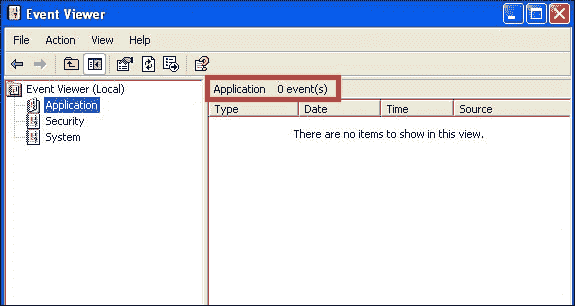 Event Viewer
File Action View Help
Event Viewer (Local)
Application
Security
System
Application 0 event(s)
Type Date Time Source
There are no items to show in this view.